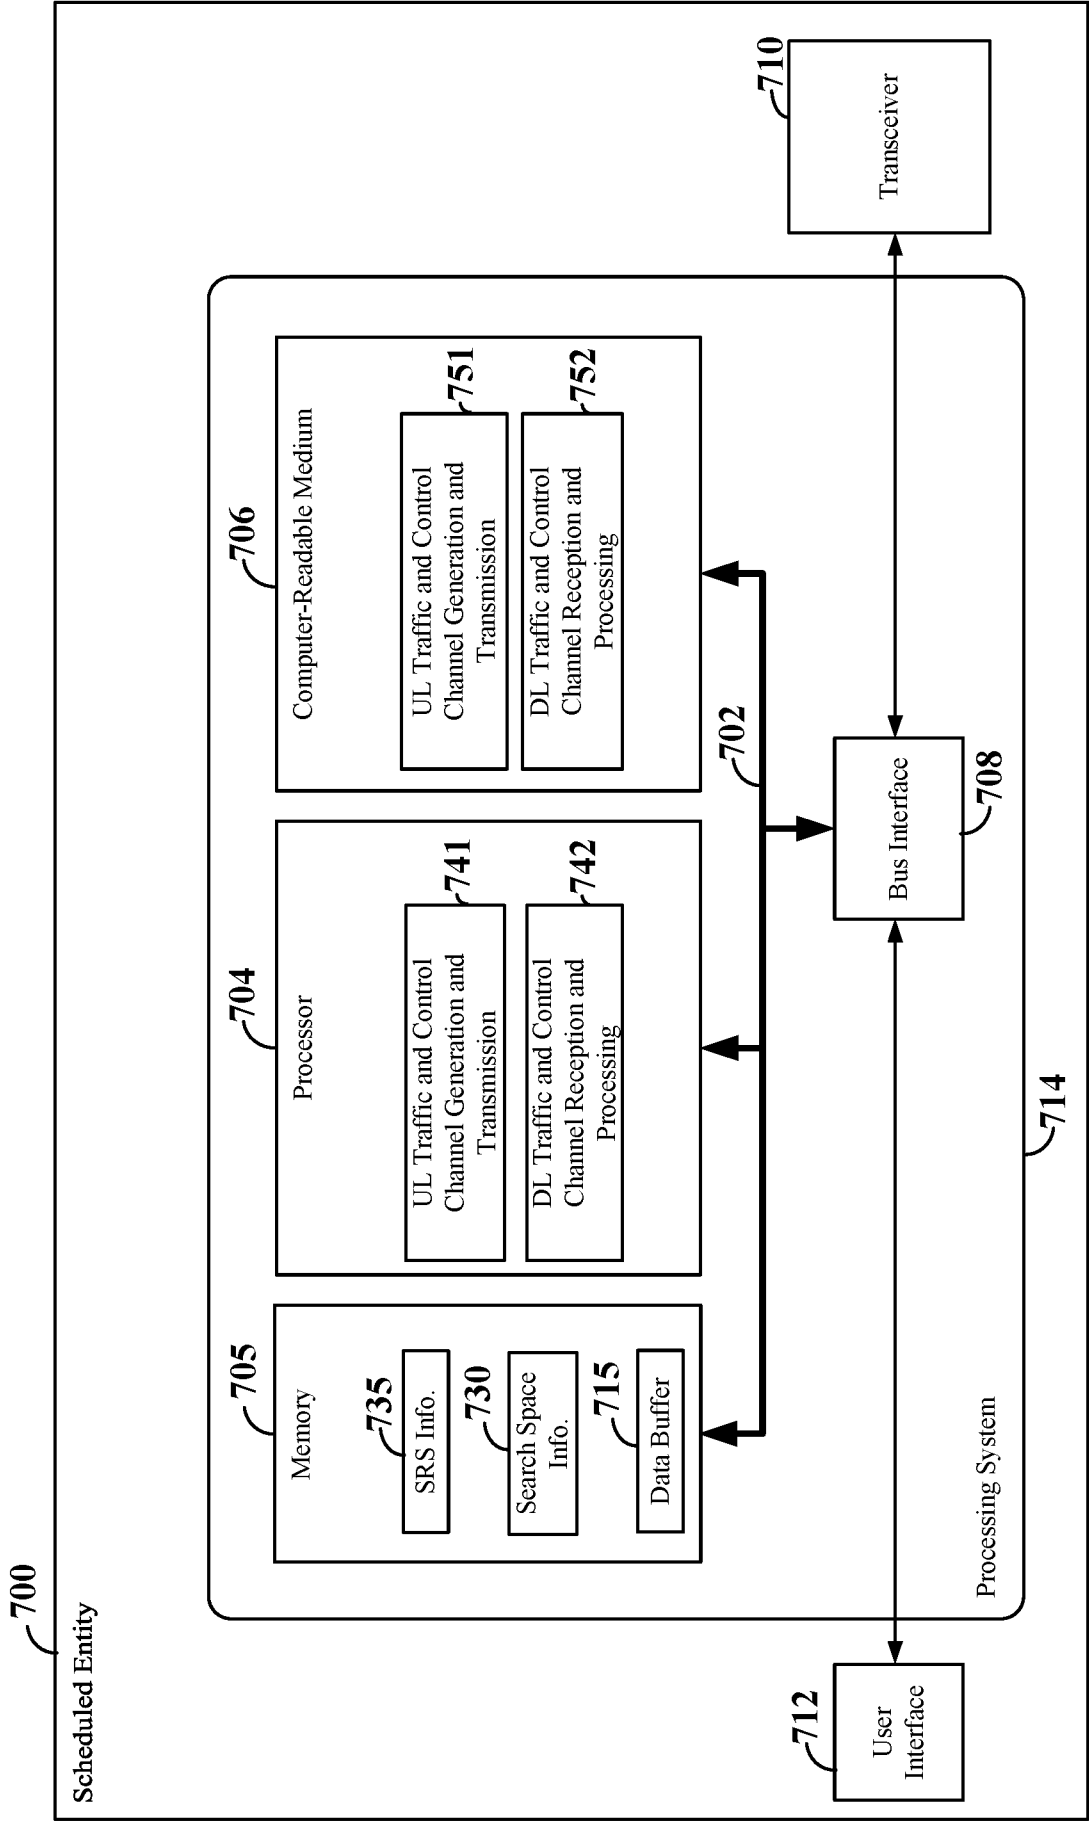 700
Scheduled Entity
705
Memory
735
SRS Info.
730
Search Space
Info.
715
Data Buffer
704
Processor
741
UL Traffic and Control
Channel Generation and
Transmission
742
DL Traffic and Control
Channel Reception and
Processing
706
Computer-Readable Medium
751
UL Traffic and Control
Channel Generation and
Transmission
752
DL Traffic and Control
Channel Reception and
Processing
702
712
User
Interface
Bus Interface
708
710
Transceiver
Processing System
714